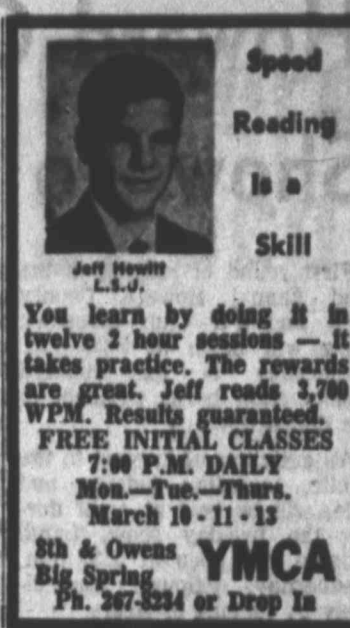 Speed
Reading
Is a
Skill
Jeff Hewitt
L.S.J.
You learn by doing it in
twelve 2 hour sessions — it
takes practice. The rewards
are great. Jeff reads 3,700
WPM. Results guaranteed.
FREE INITIAL CLASSES
7:00 P.M. DAILY
Mon.—Tue.—Thurs.
March 10 - 11 - 13
8th & Owens
Big Spring
YMCA
Ph. 267-8234 or Drop In